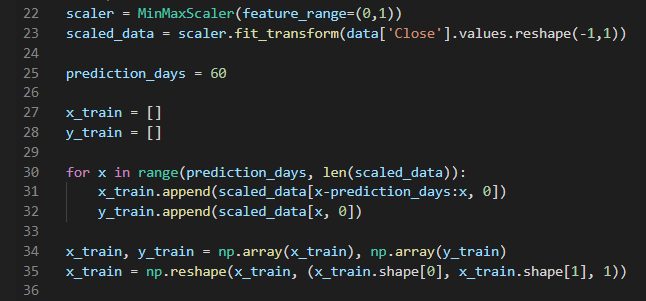 22 scaler = MinMaxScaler(feature_range=(0,1))
23 scaled_data = scaler.fit_transform(data['Close'].values.reshape(-1,1))
24
25 prediction_days = 60
26
27 x_train = []
28 y_train = []
29
30 for x in range(prediction_days, len(scaled_data)):
31     x_train.append(scaled_data[x-prediction_days:x, 0])
32     y_train.append(scaled_data[x, 0])
33
34 x_train, y_train = np.array(x_train), np.array(y_train)
35 x_train = np.reshape(x_train, (x_train.shape[0], x_train.shape[1], 1))
36